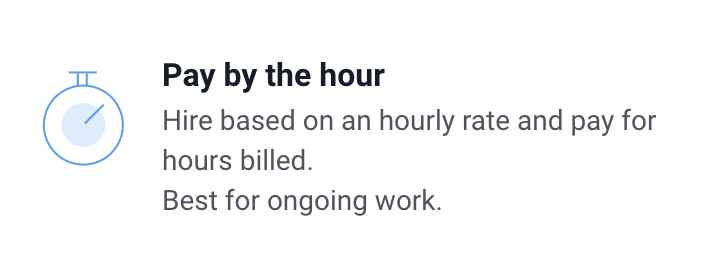 Pay by the hour
Hire based on an hourly rate and pay for
hours billed.
Best for ongoing work.